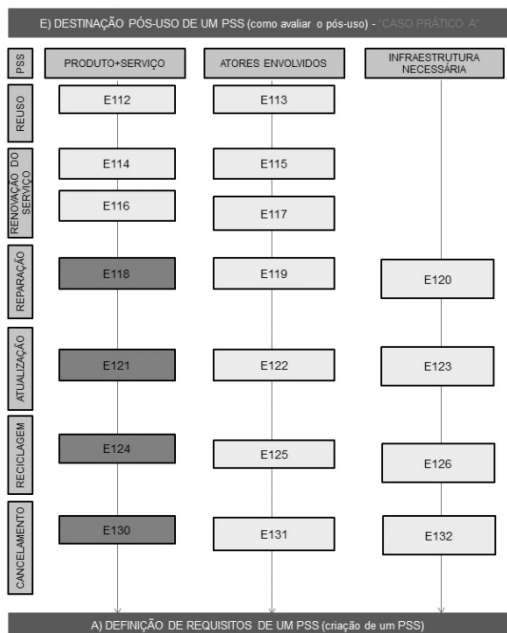 E) DESTINAÇÃO PÓS-USO DE UM PSS (como avaliar o pós-uso) - "CASO PRÁTICO A"
PSS
PRODUTO+SERVIÇO
ATORES ENVOLVIDOS
INFRAESTRUTURA
NECESSÁRIA
REUSO
E112
E113
RENOVAÇÃO DO
SERVIÇO
E114
E115
E116
E117
REPARAÇÃO
E118
E119
E120
ATUALIZAÇÃO
E121
E122
E123
RECICLAGEM
E124
E125
E126
CANCELAMENTO
E130
E131
E132
A) DEFINIÇÃO DE REQUISITOS DE UM PSS (criação de um PSS)